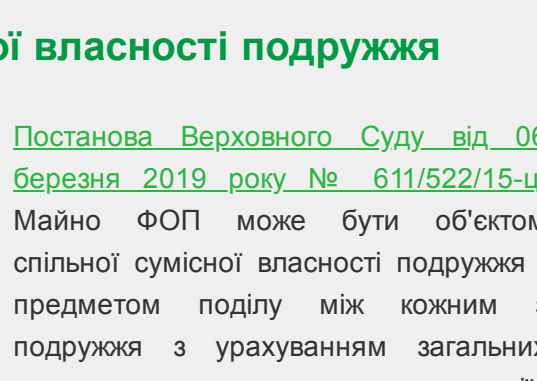 ої власності подружжя
Постанова Верховного Суду від 06
березня 2019 року № 611/522/15-ц
Майно ФОП може бути об'єктом
спільної сумісної власності подружжя
предметом поділу між кожним з
подружжя з урахуванням загальних